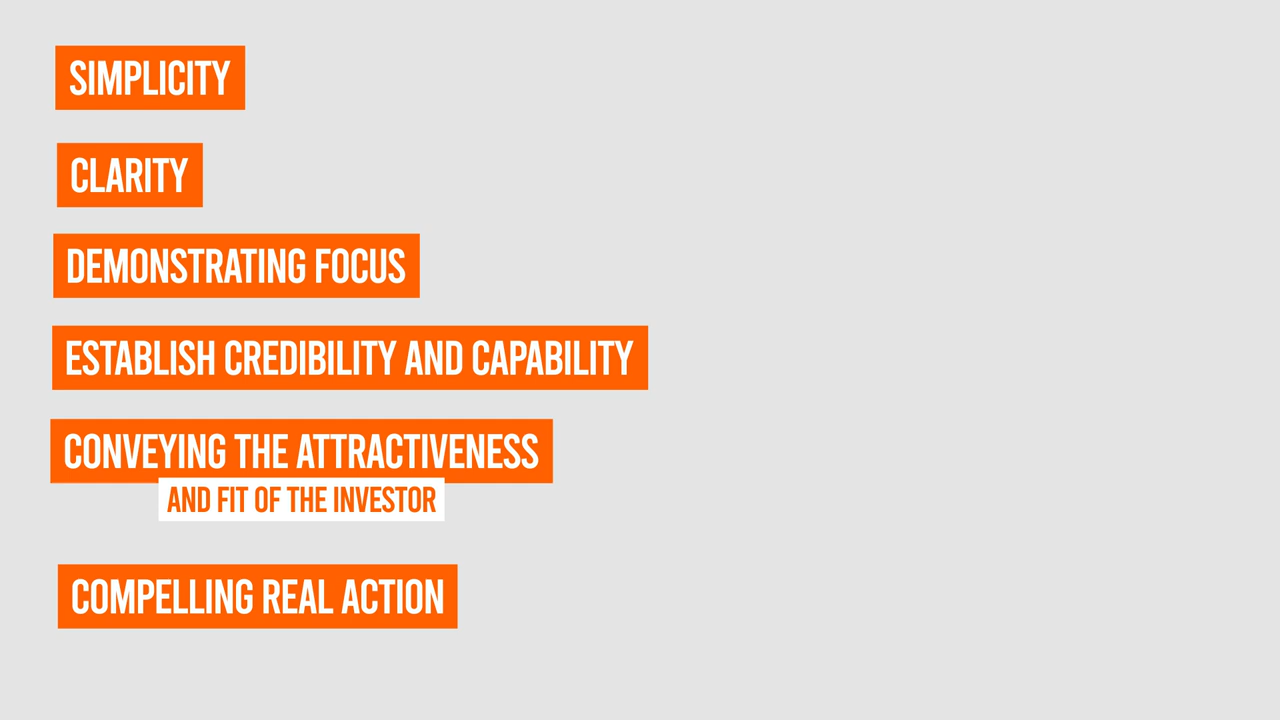 SIMPLICITY
CLARITY
DEMONSTRATING FOCUS
ESTABLISH CREDIBILITY AND CAPABILITY
CONVEYING THE ATTRACTIVENESS
AND FIT OF THE INVESTOR
COMPELLING REAL ACTION